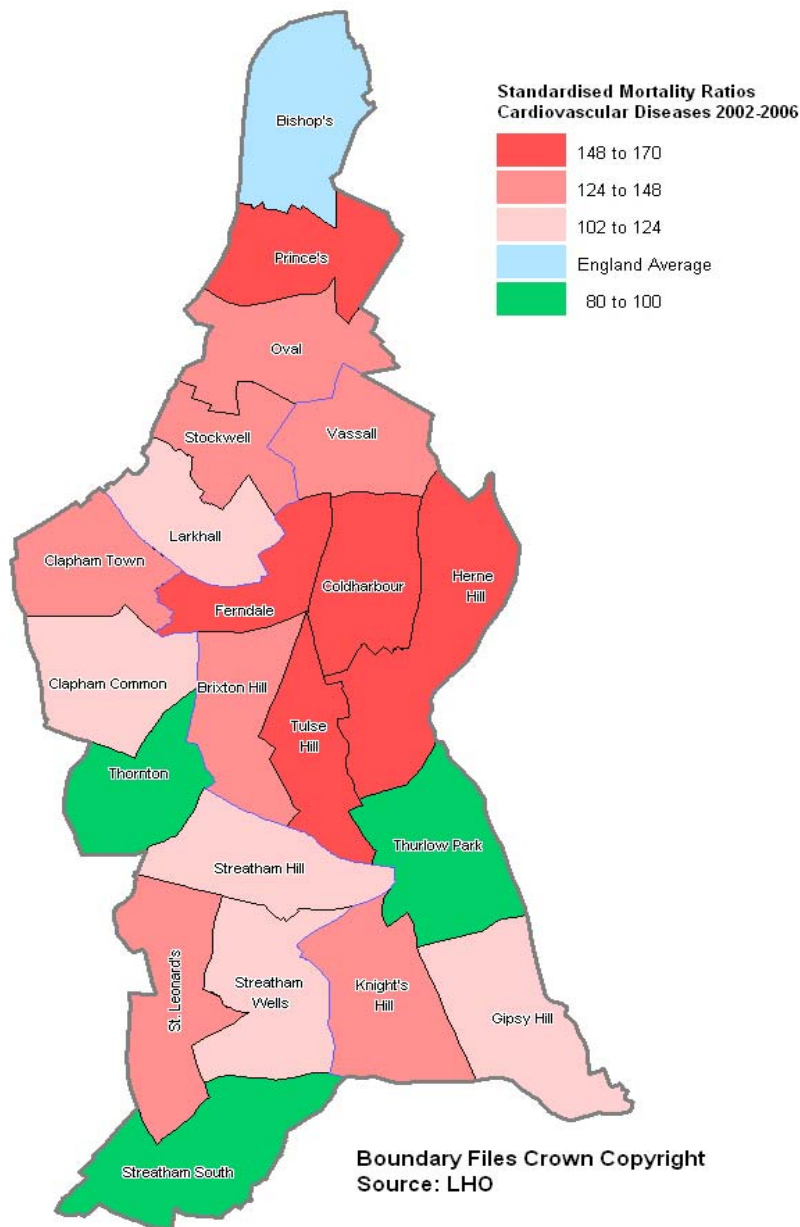 Standardised Mortality Ratios
Cardiovascular Diseases 2002-2006
148 to 170
124 to 148
102 to 124
England Average
80 to 100
Bishop's
Prince's
Oval
Stockwell
Vassall
Larkhall
Clapham Town
Ferndale
Coldharbour
Herne
Hill
Clapham Common
Brixton Hill
Tulse
Hill
Thornton
Thurlow Park
Streatham Hill
St. Leonard's
Streatham
Wells
Knight's
Hill
Gipsy Hill
Streatham South
Boundary Files Crown Copyright
Source: LHO